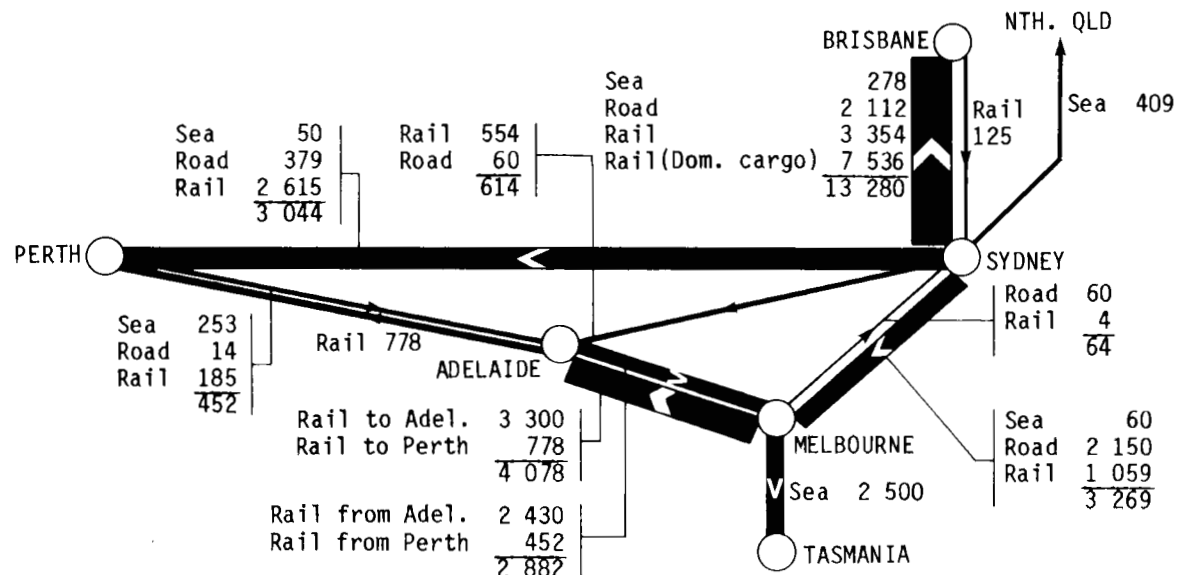 NTH. QLD
BRISBANE
Sea 278
Road 2 112
Rail 3 354
Rail(Dom. cargo) 7 536
13 280
Rail
125
Sea 409
Sea 50
Road 379
Rail 2 615
3 044
Rail 554
Road 60
614
PERTH
SYDNEY
Road 60
Rail 4
64
Sea 253
Road 14
Rail 185
452
Rail 778
ADELAIDE
Rail to Adel. 3 300
Rail to Perth 778
4 078
MELBOURNE
Sea 60
Road 2 150
Rail 1 059
3 269
Sea 2 500
Rail from Adel. 2 430
Rail from Perth 452
2 882
TASMANIA